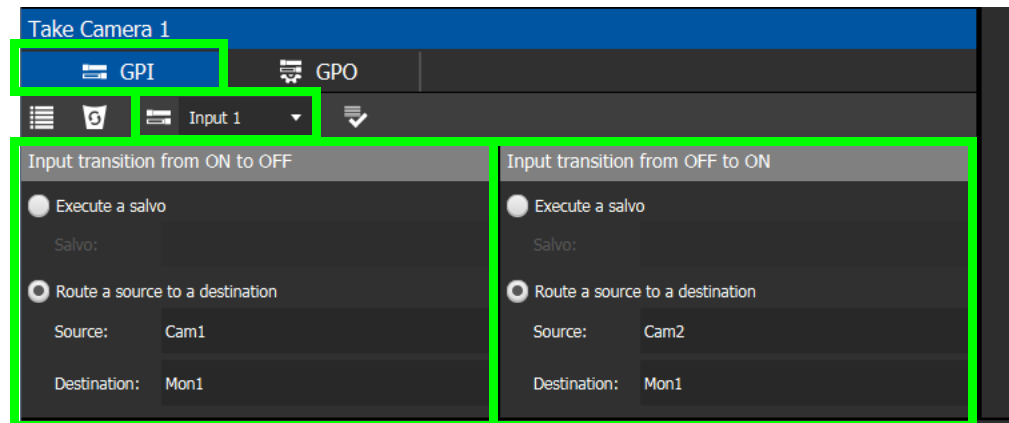 Take Camera 1
GPI GPO
Input 1
Input transition from ON to OFF
Execute a salvo
Salvo:
Route a source to a destination
Source: Cam1
Destination: Mon1
Input transition from OFF to ON
Execute a salvo
Salvo:
Route a source to a destination
Source: Cam2
Destination: Mon1